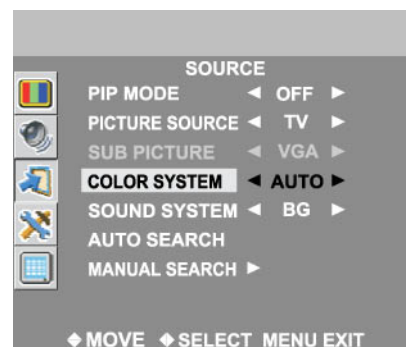 SOURCE
PIP MODE ◄ OFF ►
PICTURE SOURCE ◄ TV ►
SUB PICTURE ◄ VGA ►
COLOR SYSTEM ◄ AUTO ►
SOUND SYSTEM ◄ BG ►
AUTO SEARCH
MANUAL SEARCH ►
MOVE SELECT MENU EXIT